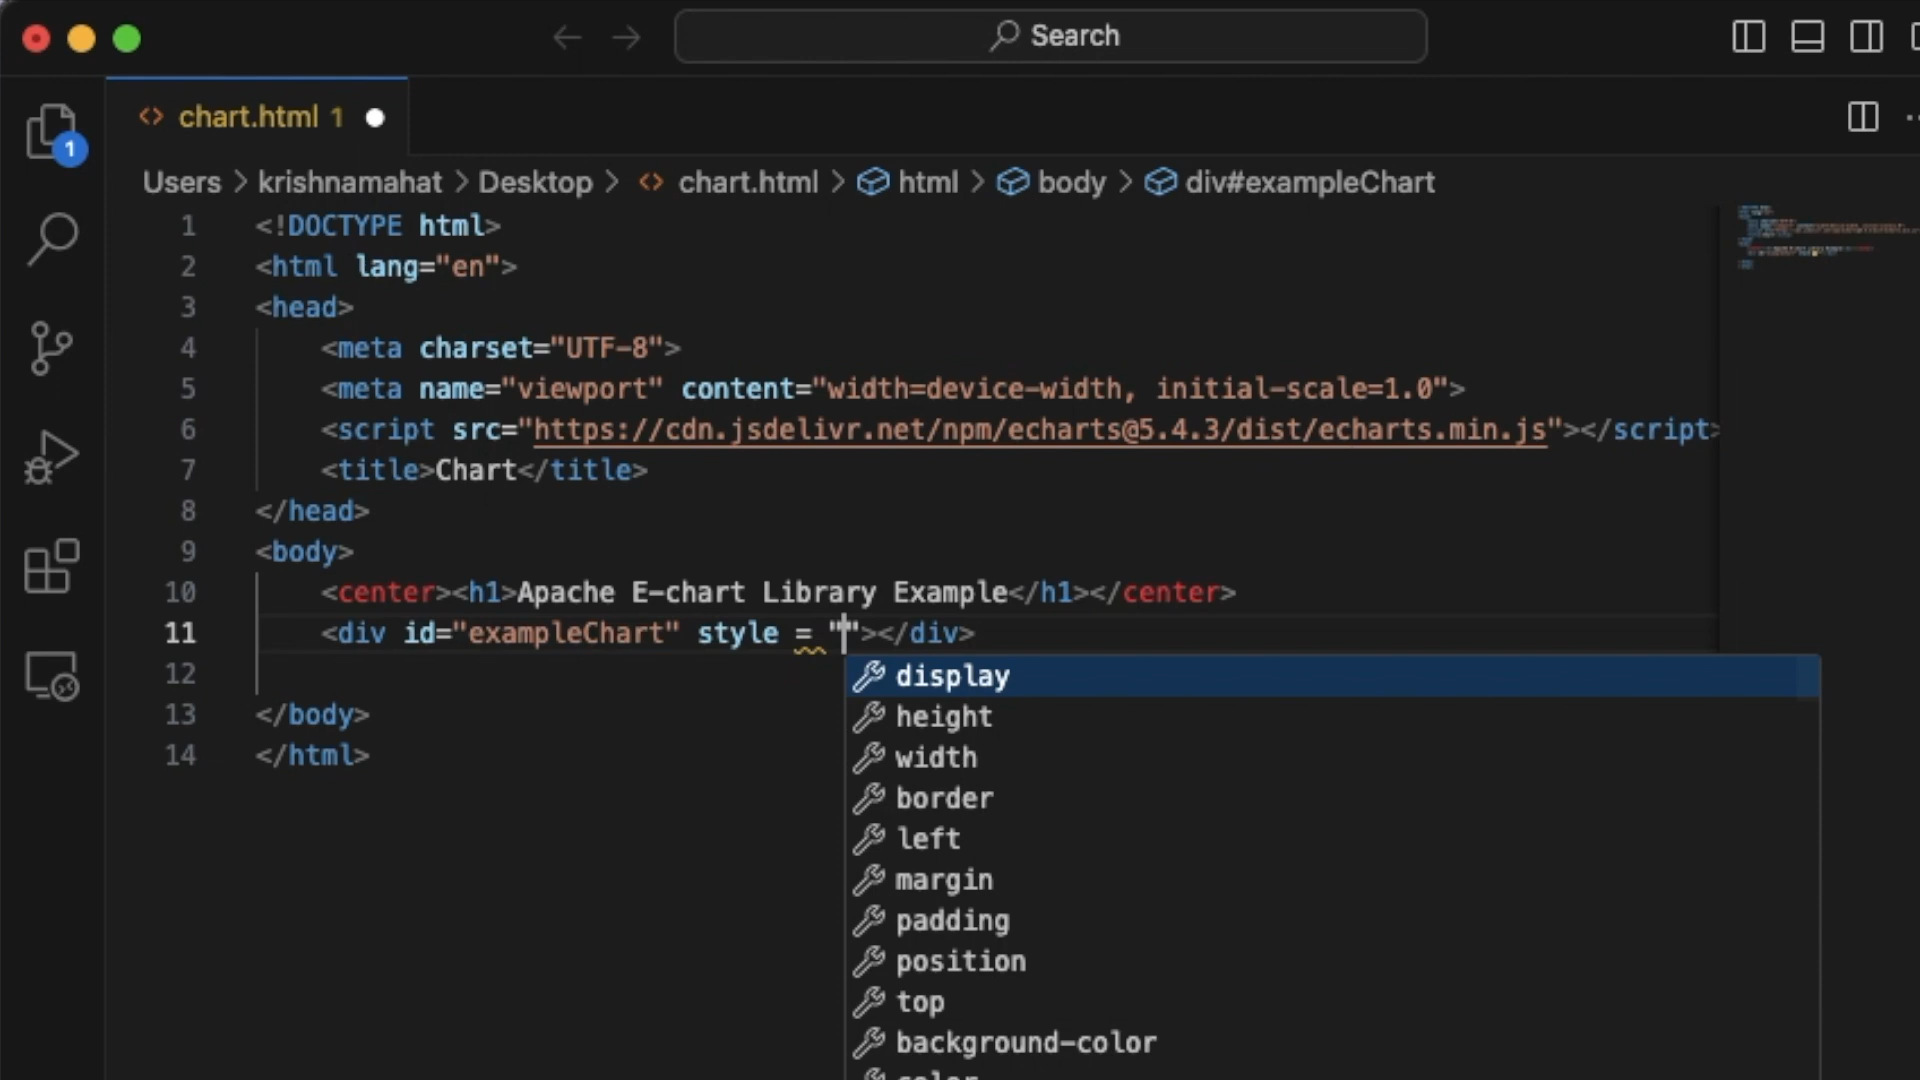 Search
chart.html 1
1
Users > krishnamahat > Desktop > chart.html > html > body > div#exampleChart
1 <!DOCTYPE html>
2 <html lang="en">
3 <head>
4 <meta charset="UTF-8">
5 <meta name="viewport" content="width=device-width, initial-scale=1.0">
6 <script src="https://cdn.jsdelivr.net/npm/echarts@5.4.3/dist/echarts.min.js"></script>
7 <title>Chart</title>
8 </head>
9 <body>
10 <center><h1>Apache E-chart Library Example</h1></center>
11 <div id="exampleChart" style = ""></div>
12
13 </body>
14 </html>
display
height
width
border
left
margin
padding
position
top
background-color